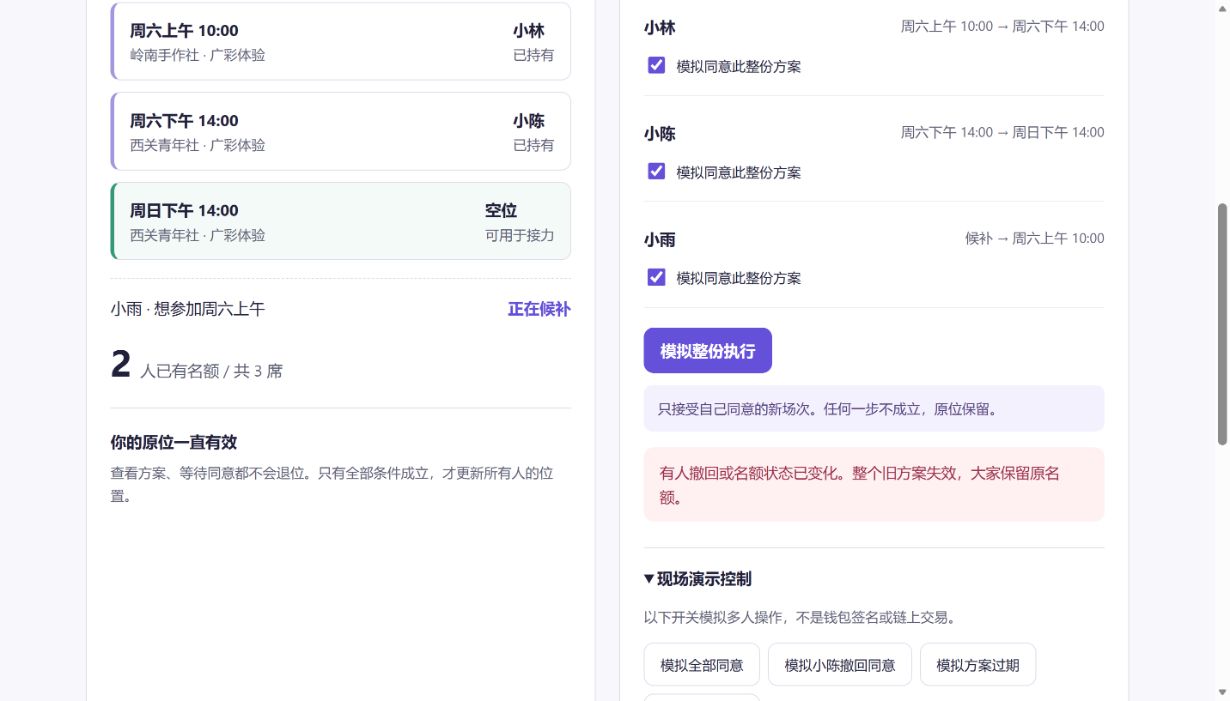 周六上午 10:00
小林
岭南手作社 · 广彩体验
已持有
周六下午 14:00
小陈
西关青年社 · 广彩体验
已持有
周日下午 14:00
空位
西关青年社 · 广彩体验
可用于接力
小雨 · 想参加周六上午
正在候补
2 人已有名额 / 共 3 席
你的原位一直有效
查看方案、等待同意都不会退位。只有全部条件成立，才更新所有人的位
置。
小林
周六上午 10:00 → 周六下午 14:00
模拟同意此整份方案
小陈
周六下午 14:00 → 周日下午 14:00
模拟同意此整份方案
小雨
候补 → 周六上午 10:00
模拟同意此整份方案
模拟整份执行
只接受自己同意的新场次。任何一步不成立，原位保留。
有人撤回或名额状态已变化。整个旧方案失效，大家保留原名
额。
▼现场演示控制
以下开关模拟多人操作，不是钱包签名或链上交易。
模拟全部同意
模拟小陈撤回同意
模拟方案过期